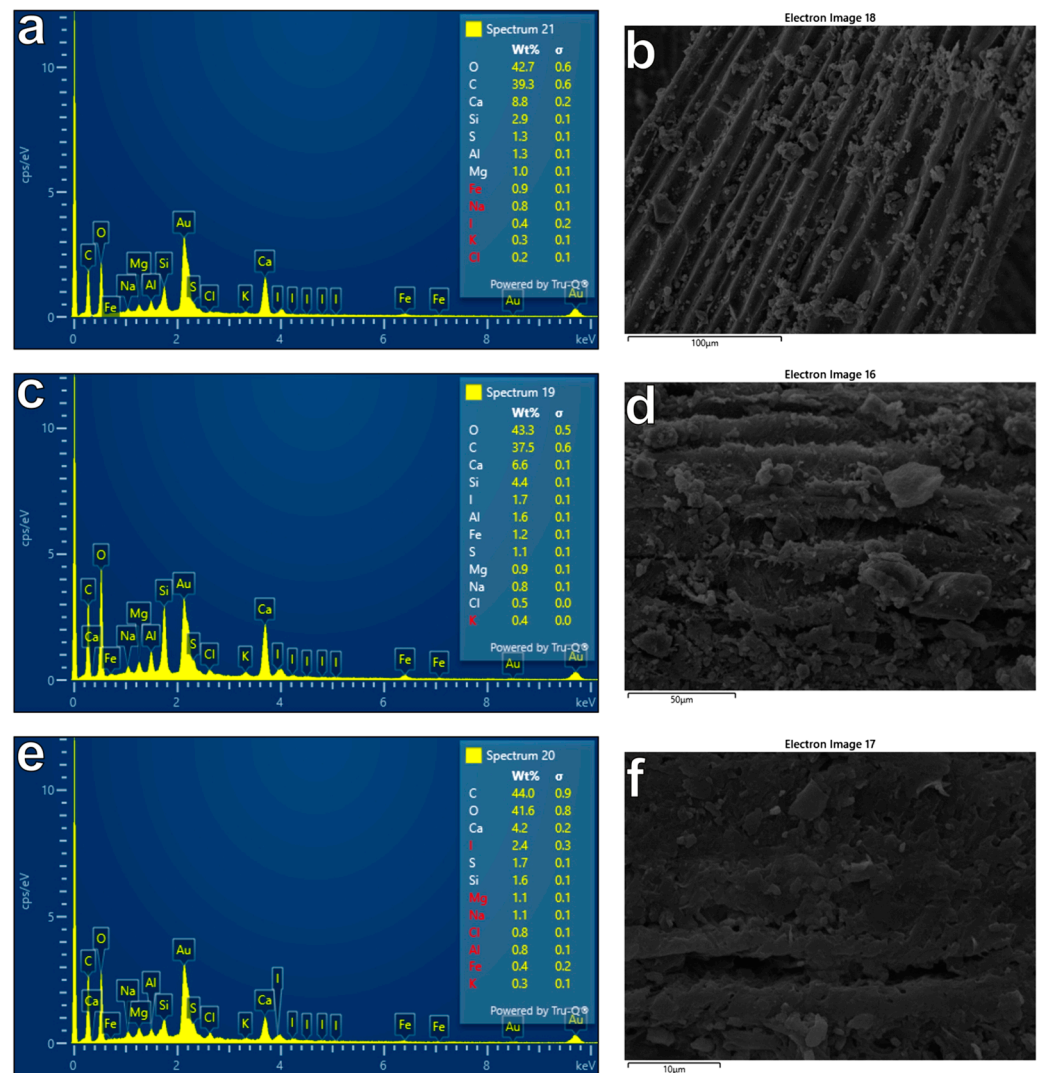 a
Spectrum 21
Wt% σ
O 42.7 0.6
C 39.3 0.6
Ca 8.8 0.2
Si 2.9 0.1
S 1.3 0.1
Al 1.3 0.1
Mg 1.0 0.1
Fe 0.9 0.1
Na 0.8 0.1
I 0.4 0.2
K 0.3 0.1
Cl 0.2 0.1
Powered by Tru-Q®
cps/eV
10
5
0
C O Fe Na Mg Al Si Au S Cl K Ca I I I I I Fe Fe Au Au
0 2 4 6 8 keV
Electron Image 18
b
100µm
c
Spectrum 19
Wt% σ
O 43.3 0.5
C 37.5 0.6
Ca 6.6 0.1
Si 4.4 0.1
I 1.7 0.1
Al 1.6 0.1
Fe 1.2 0.1
S 1.1 0.1
Mg 0.9 0.1
Na 0.8 0.1
Cl 0.5 0.0
K 0.4 0.0
Powered by Tru-Q®
cps/eV
10
5
0
C Ca O Fe Na Mg Al Si Au S Cl K Ca I I I I I Fe Fe Au Au
0 2 4 6 8 keV
Electron Image 16
d
50µm
e
Spectrum 20
Wt% σ
C 44.0 0.9
O 41.6 0.8
Ca 4.2 0.2
I 2.4 0.3
S 1.7 0.1
Si 1.6 0.1
Mg 1.1 0.1
Na 1.1 0.1
Cl 0.8 0.1
Al 0.8 0.1
Fe 0.4 0.2
K 0.3 0.1
Powered by Tru-Q®
cps/eV
10
5
0
C Ca O Fe Na Mg Al Si Au S Cl K Ca I I I I I Fe Fe Au Au
0 2 4 6 8 keV
Electron Image 17
f
10µm